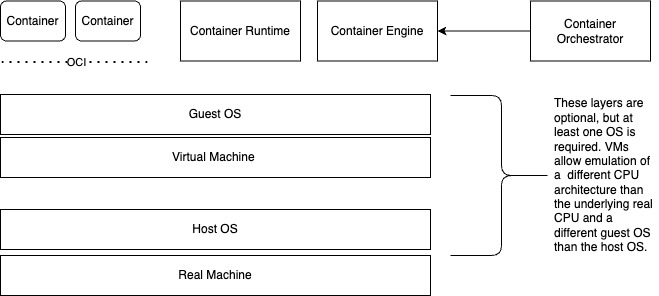 Container
Container
Container Runtime
Container Engine
Container
Orchestrator
OCI
Guest OS
Virtual Machine
Host OS
Real Machine
These layers are
optional, but at
least one OS is
required. VMs
allow emulation of
a  different CPU
architecture than
the underlying real
CPU and a
different guest OS
than the host OS.